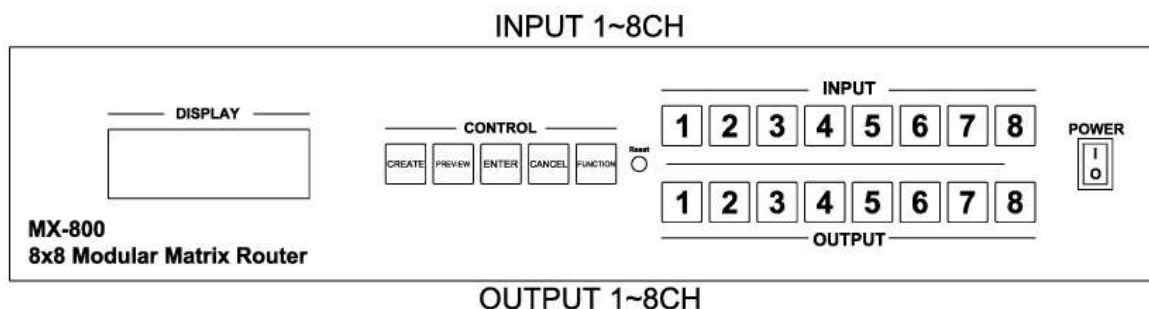 INPUT 1~8CH
DISPLAY
CONTROL
CREATE PREVIEW ENTER CANCEL FUNCTION
Reset
INPUT
1 2 3 4 5 6 7 8
1 2 3 4 5 6 7 8
OUTPUT
POWER
I
O
MX-800
8x8 Modular Matrix Router
OUTPUT 1~8CH